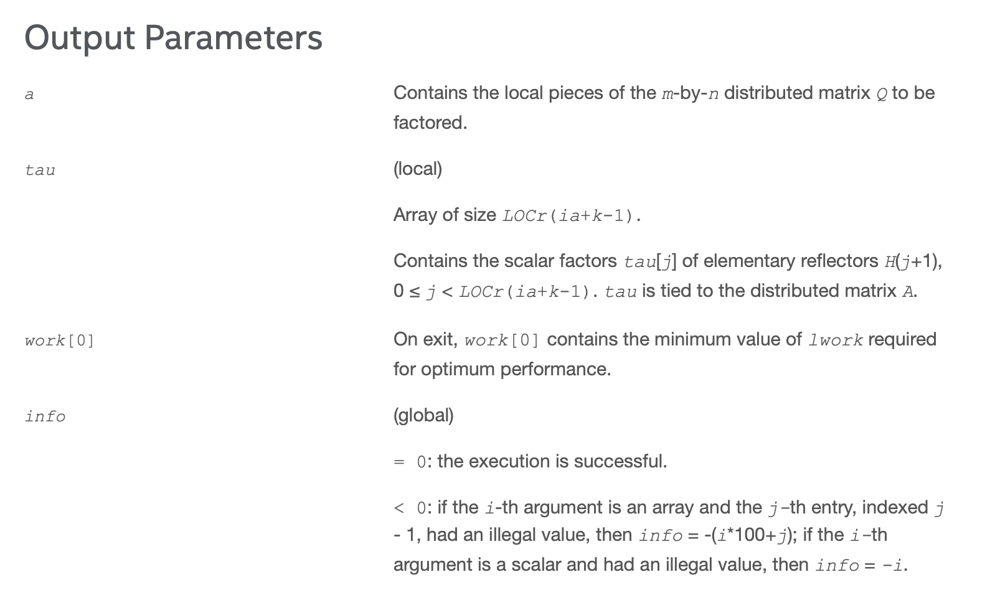 Output Parameters
a
Contains the local pieces of the m-by-n distributed matrix Q to be
factored.
tau
(local)
Array of size LOCr(ia+k-1).
Contains the scalar factors tau[j] of elementary reflectors H(j+1),
0 ≤ j < LOCr(ia+k-1). tau is tied to the distributed matrix A.
work[0]
On exit, work[0] contains the minimum value of lwork required
for optimum performance.
info
(global)
= 0: the execution is successful.
< 0: if the i-th argument is an array and the j-th entry, indexed j
- 1, had an illegal value, then info = -(i*100+j); if the i-th
argument is a scalar and had an illegal value, then info = -i.